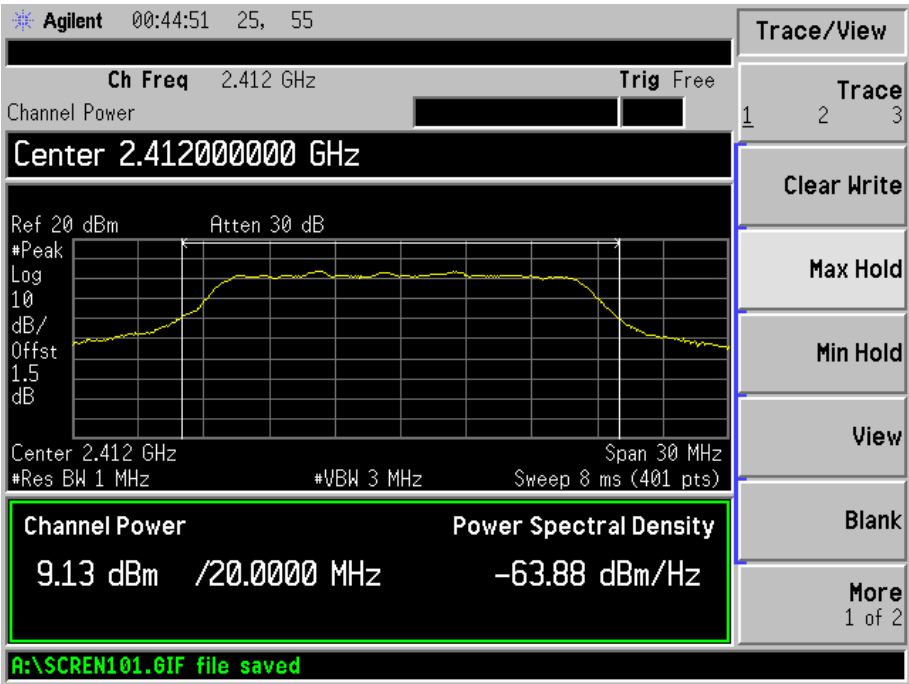 Agilent 00:44:51 25, 55
Trace/View
Ch Freq 2.412 GHz Trig Free
Channel Power
Trace
1 2 3
Center 2.412000000 GHz
Clear Write
Ref 20 dBm Atten 30 dB
#Peak
Log
10
dB/
Offst
1.5
dB
Max Hold
Min Hold
Center 2.412 GHz Span 30 MHz
#Res BW 1 MHz #VBW 3 MHz Sweep 8 ms (401 pts)
View
Channel Power Power Spectral Density
9.13 dBm /20.0000 MHz -63.88 dBm/Hz
Blank
More
1 of 2
A:\SCREN101.GIF file saved